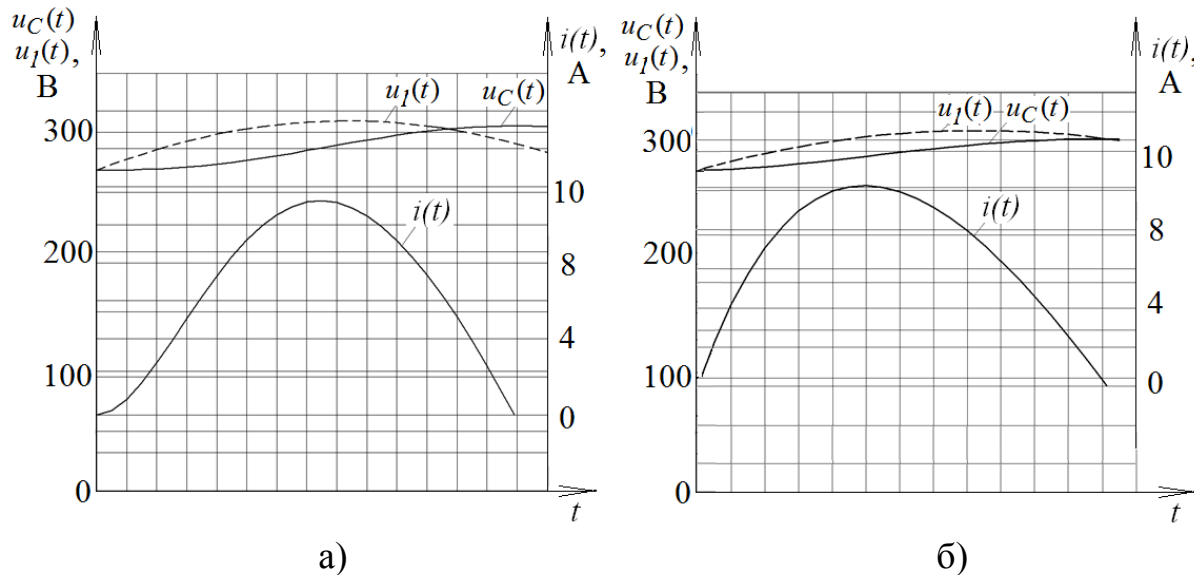 u_C(t)
u_1(t),
В
i(t),
А
u_1(t)
u_C(t)
300
10
i(t)
200
8
4
100
0
0
t
а)
u_C(t)
u_1(t),
В
i(t),
А
u_1(t)
u_C(t)
300
10
i(t)
8
200
4
100
0
0
t
б)